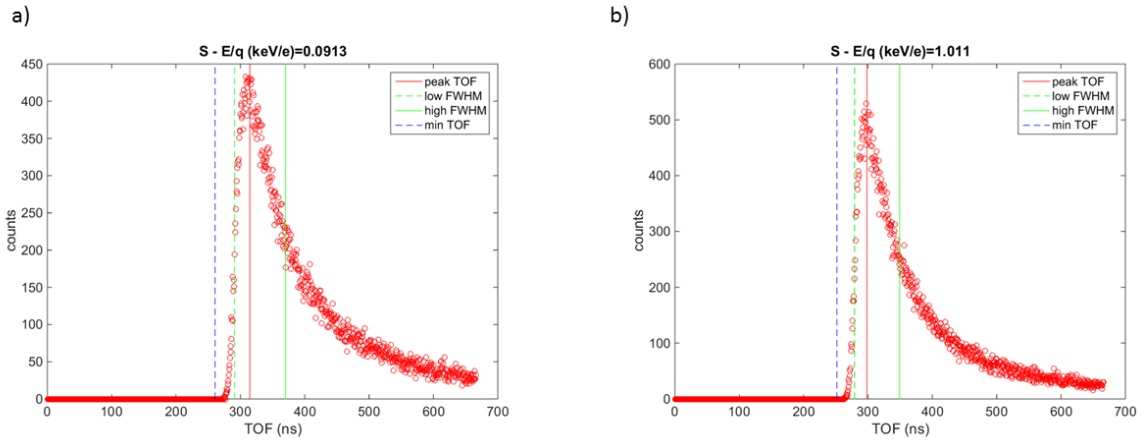 a)
S - E/q (keV/e)=0.0913
450
400
350
300
250
200
150
100
50
0
counts
0 100 200 300 400 500 600 700
TOF (ns)
peak TOF
low FWHM
high FWHM
min TOF
b)
S - E/q (keV/e)=1.011
600
500
400
300
200
100
0
counts
0 100 200 300 400 500 600 700
TOF (ns)
peak TOF
low FWHM
high FWHM
min TOF